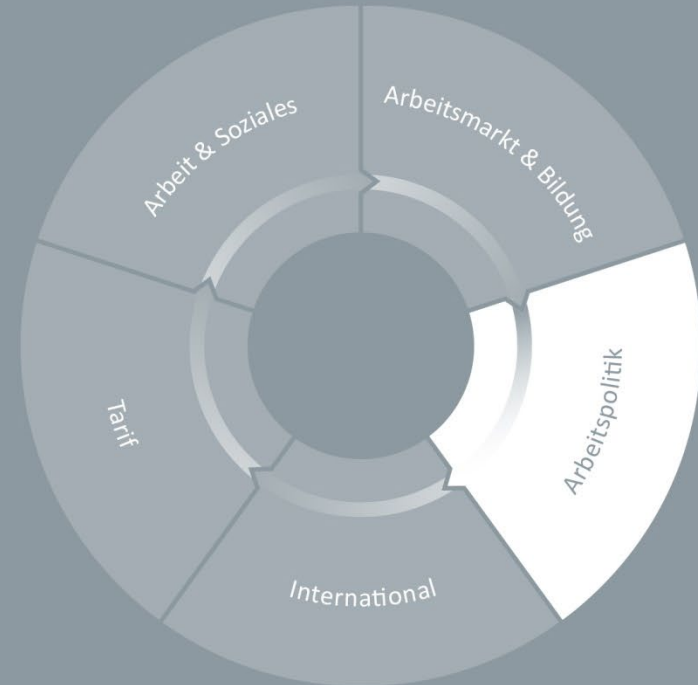 Arbeit & Soziales
Arbeitsmarkt & Bildung
Arbeitspolitik
International
Tarif